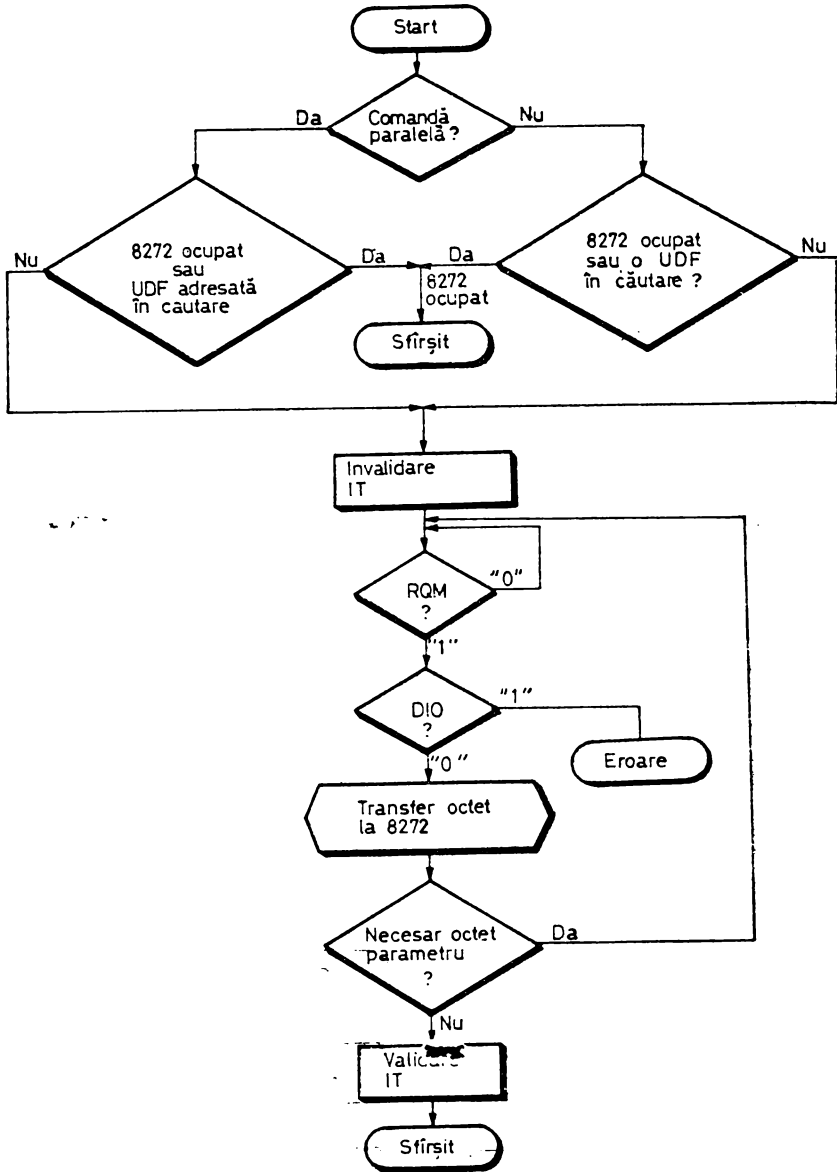 Start
Comandă
paralelă ?
Da
Nu
8272 ocupat
sau
UDF adresată
în cautare
Nu
Da
8272 ocupat
sau o UDF
în căutare ?
Da
Nu
8272
ocupat
Sfîrşit
Invalidare
IT
RQM
?
"0"
"1"
DIO
?
"1"
"0"
Eroare
Transfer octet
la 8272
Necesar octet
parametru
?
Da
Nu
IT
Sfîrşit